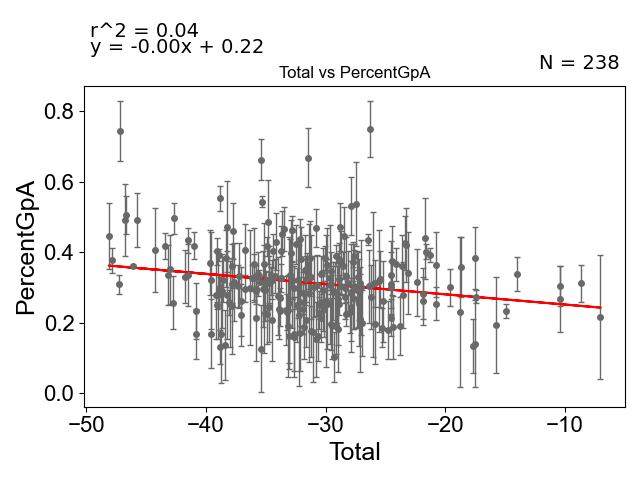 r^2 = 0.04
y = -0.00x + 0.22
N = 238
Total vs PercentGpA
PercentGpA
0.8
0.6
0.4
0.2
0.0
−50
−40
−30
−20
−10
Total